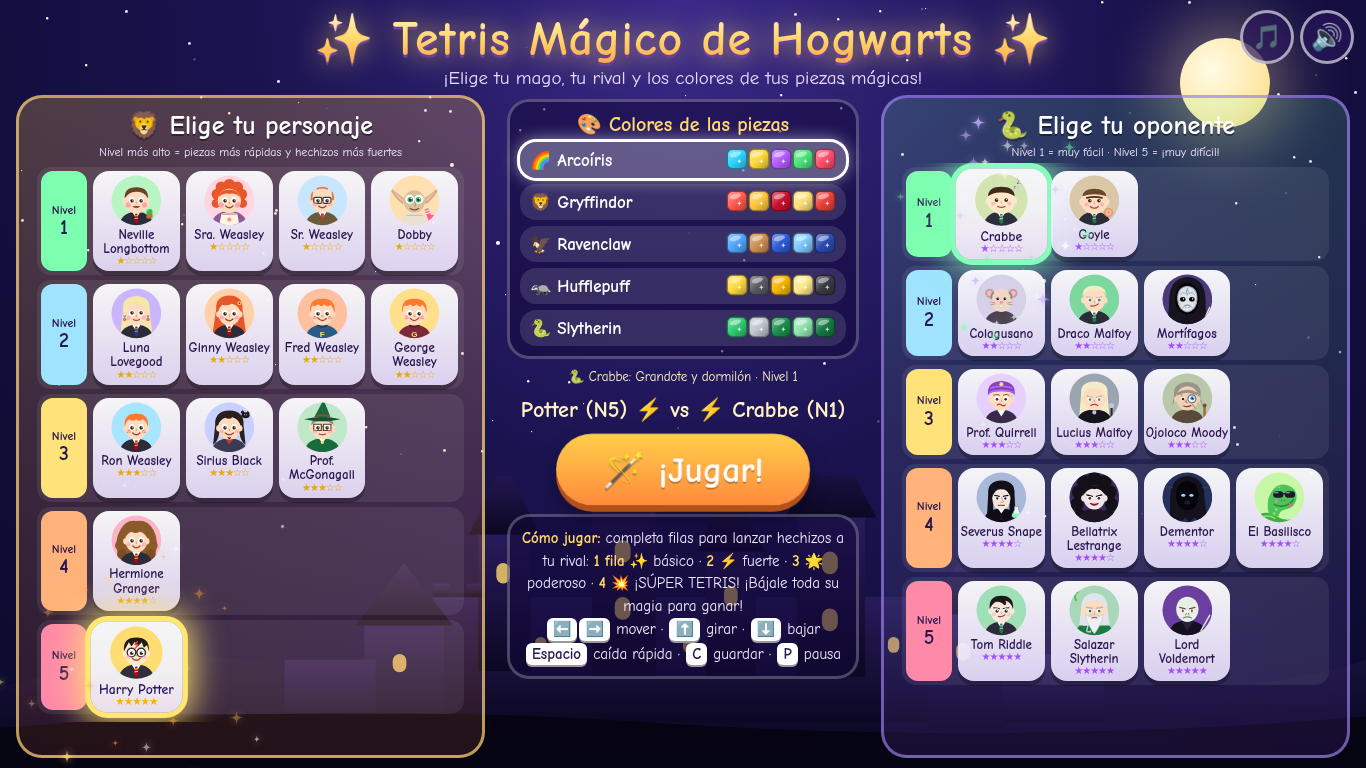 Tetris Mágico de Hogwarts
¡Elige tu mago, tu rival y los colores de tus piezas mágicas!
Elige tu personaje
Nivel más alto = piezas más rápidas y hechizos más fuertes
Nivel
1
Neville
Longbottom
Sra. Weasley
Sr. Weasley
Dobby
Nivel
2
Luna
Lovegood
Ginny Weasley
Fred Weasley
George
Weasley
Nivel
3
Ron Weasley
Sirius Black
Prof.
McGonagall
Nivel
4
Hermione
Granger
Nivel
5
Harry Potter
Colores de las piezas
Arcoíris
Gryffindor
Ravenclaw
Hufflepuff
Slytherin
Crabbe: Grandote y dormilón · Nivel 1
Potter (N5) ⚡ vs ⚡ Crabbe (N1)
¡Jugar!
Cómo jugar: completa filas para lanzar hechizos a
tu rival: 1 fila ✨ básico · 2 ⚡ fuerte · 3 🌟
poderoso · 4 💥 ¡SÚPER TETRIS! ¡Bájale toda su
magia para ganar!
⬅️ ➡️ mover · ⬆️ girar · ⬇️ bajar
Espacio caída rápida · C guardar · P pausa
Elige tu oponente
Nivel 1 = muy fácil · Nivel 5 = ¡muy difícil!
Nivel
1
Crabbe
Goyle
Nivel
2
Colagusano
Draco Malfoy
Mortífagos
Nivel
3
Prof. Quirrell
Lucius Malfoy
Ojoloco Moody
Nivel
4
Severus Snape
Bellatrix
Lestrange
Dementor
El Basilisco
Nivel
5
Tom Riddle
Salazar
Slytherin
Lord
Voldemort